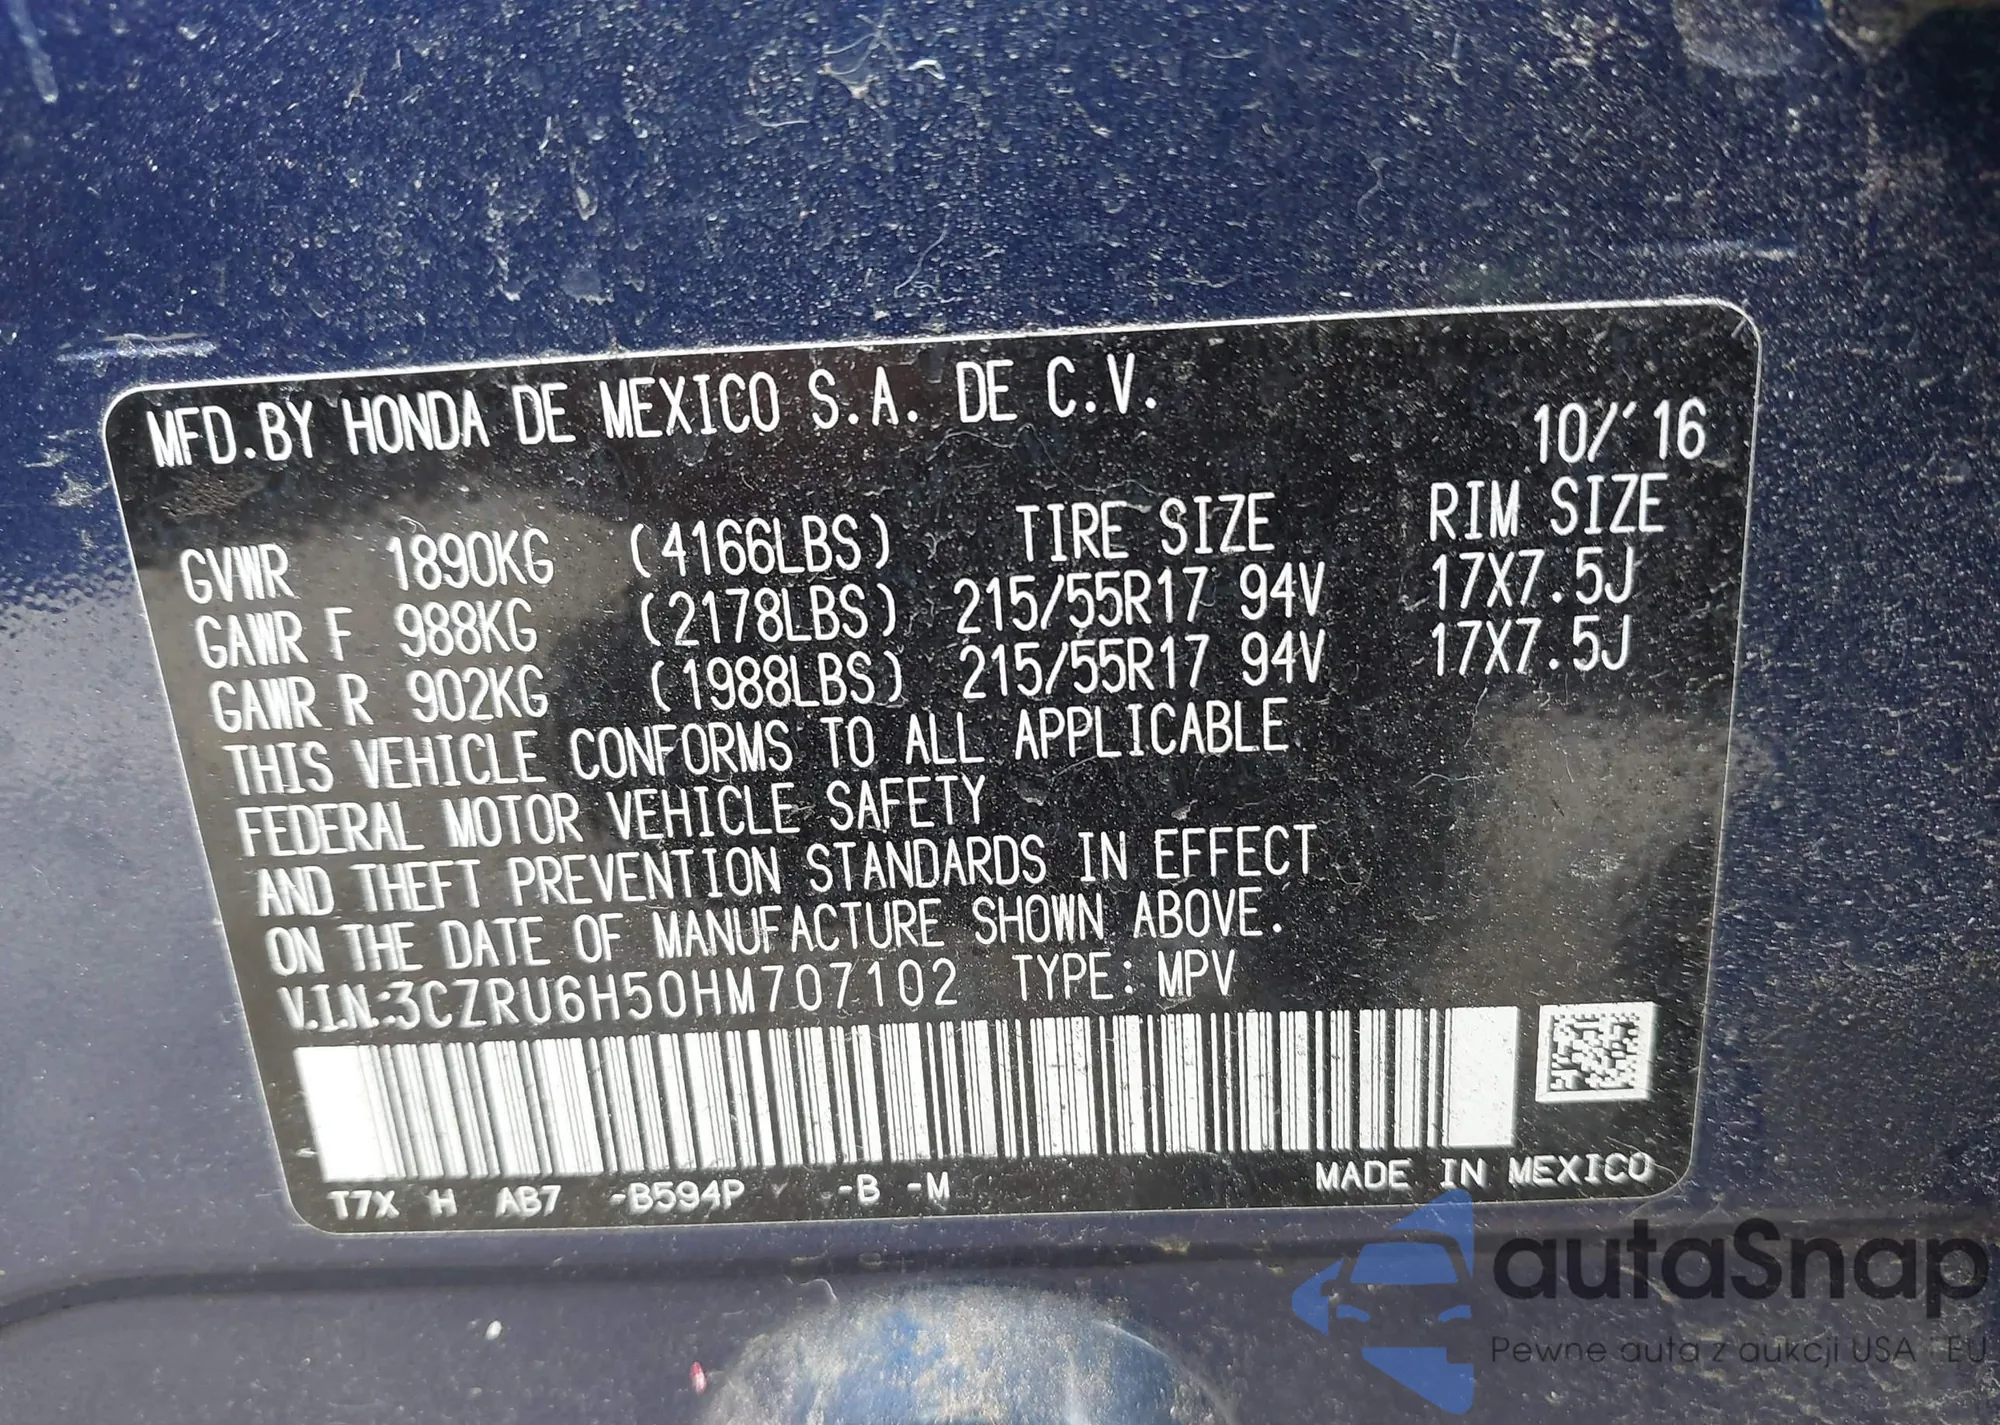 MFD.BY HONDA DE MEXICO S.A. DE C.V.
10/'16
GVWR 1890KG (4166LBS) TIRE SIZE RIM SIZE
GAWR F 988KG (2178LBS) 215/55R17 94V 17X7.5J
GAWR R 902KG (1988LBS) 215/55R17 94V 17X7.5J
THIS VEHICLE CONFORMS TO ALL APPLICABLE
FEDERAL MOTOR VEHICLE SAFETY
AND THEFT PREVENTION STANDARDS IN EFFECT
ON THE DATE OF MANUFACTURE SHOWN ABOVE.
V.I.N.:3CZRU6H50HM707102 TYPE: MPV
T7X H AB7 -B594P -B -M MADE IN MEXICO
autaSnap
Pewne auta z aukcji USA i EU